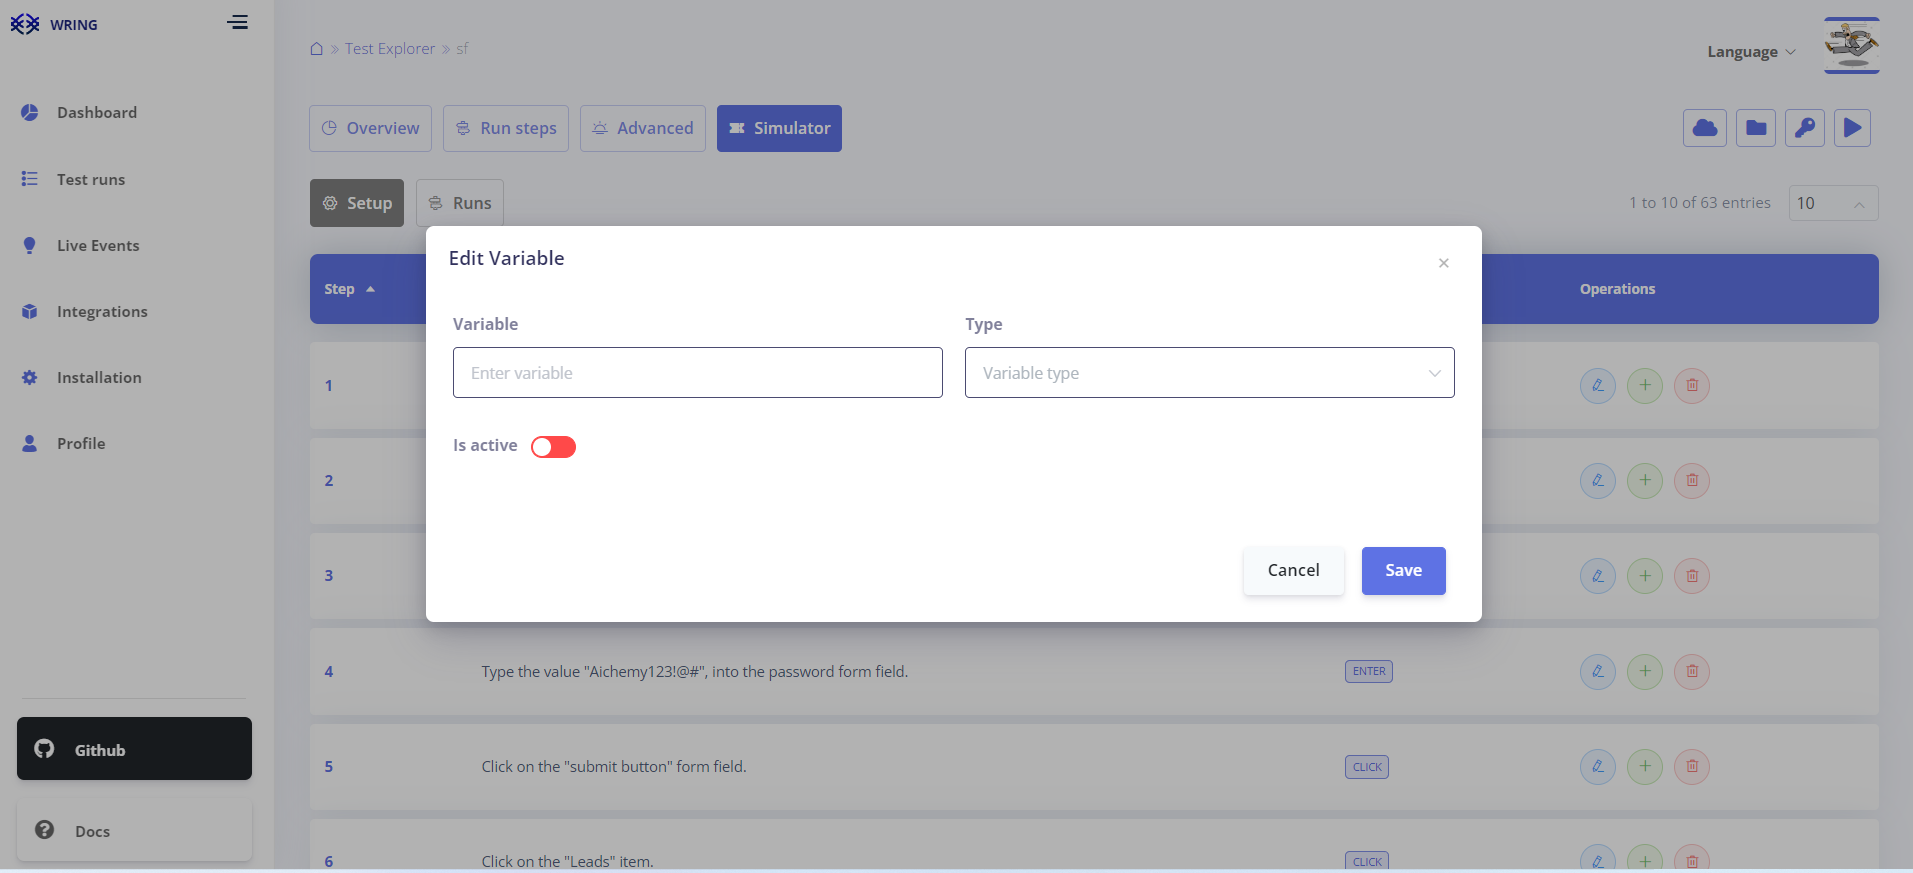 WRING
Dashboard
Test runs
Live Events
Integrations
Installation
Profile
Github
Docs
Test Explorer » sf
Language
Overview
Run steps
Advanced
Simulator
Setup
Runs
1 to 10 of 63 entries
10
Step
Operations
Edit Variable
×
Variable
Type
Enter variable
Variable type
Is active
Cancel
Save
1
2
3
4 Type the value "Aichemy123!@#", into the password form field. ENTER
5 Click on the "submit button" form field. CLICK
6 Click on the "Leads" item. CLICK